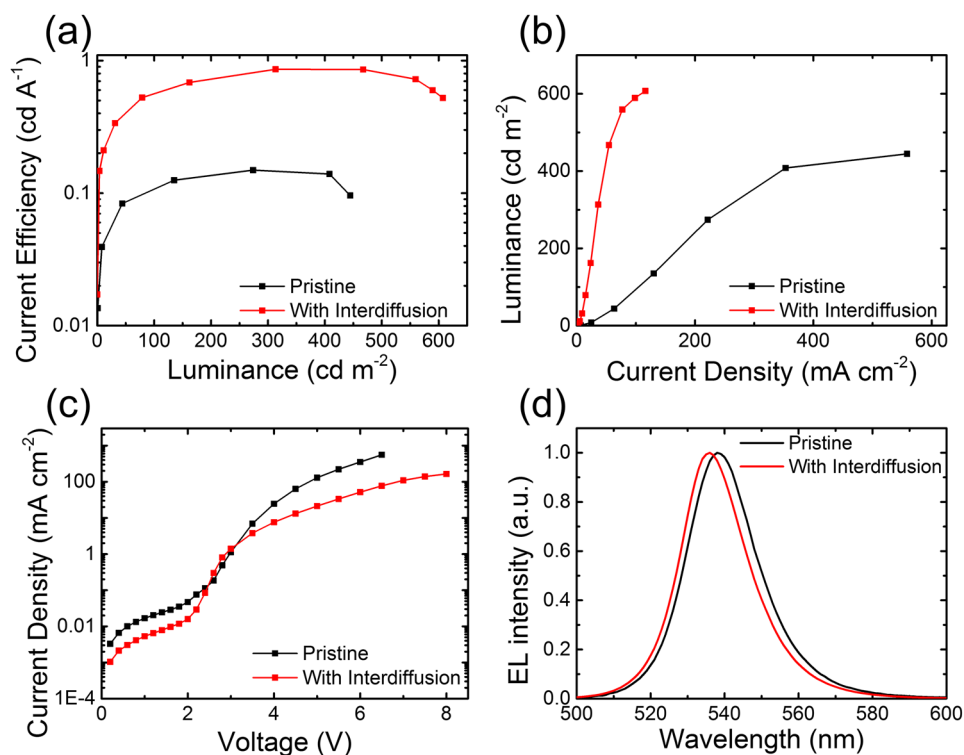 (a)
Current Efficiency (cd A⁻¹)
1
0.1
0.01
0 100 200 300 400 500 600
Luminance (cd m⁻²)
Pristine
With Interdiffusion
(b)
Luminance (cd m⁻²)
600
400
200
0
0 200 400 600
Current Density (mA cm⁻²)
Pristine
With Interdiffusion
(c)
Current Density (mA cm⁻²)
100
1
0.01
1E−4
0 2 4 6 8
Voltage (V)
Pristine
With Interdiffusion
(d)
EL intensity (a.u.)
1.0
0.8
0.6
0.4
0.2
0.0
500 520 540 560 580 600
Wavelength (nm)
Pristine
With Interdiffusion